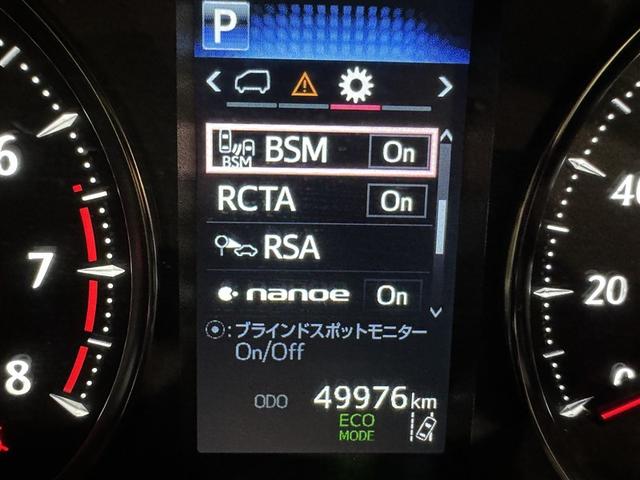 P
BSM BSM On
RCTA On
RSA
nanoe On
: ブラインドスポットモニター
On/Off
ODO 49976 km
ECO
MODE
6
7
8
40
20
0